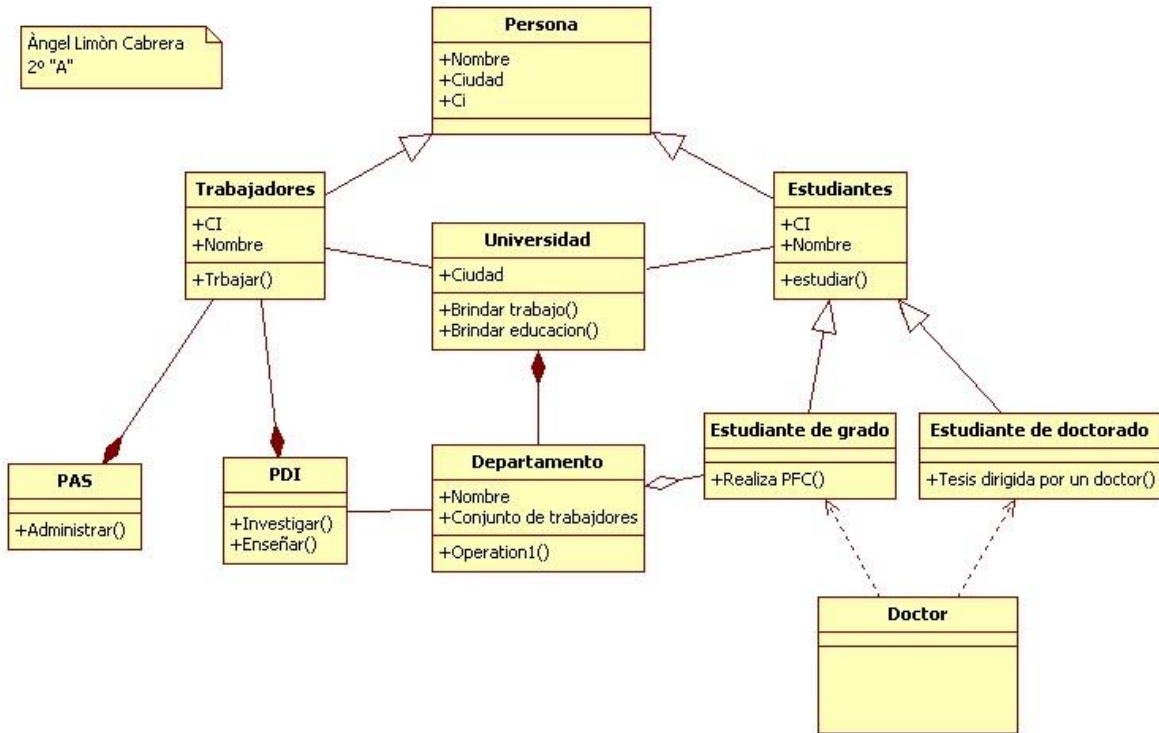 Àngel Limòn Cabrera
2º "A"
Persona
+Nombre
+Ciudad
+Ci
Trabajadores
+CI
+Nombre
+Trbajar()
Universidad
+Ciudad
+Brindar trabajo()
+Brindar educacion()
Estudiantes
+CI
+Nombre
+estudiar()
PAS
+Administrar()
PDI
+Investigar()
+Enseñar()
Departamento
+Nombre
+Conjunto de trabajdores
+Operation1()
Estudiante de grado
+Realiza PFC()
Estudiante de doctorado
+Tesis dirigida por un doctor()
Doctor